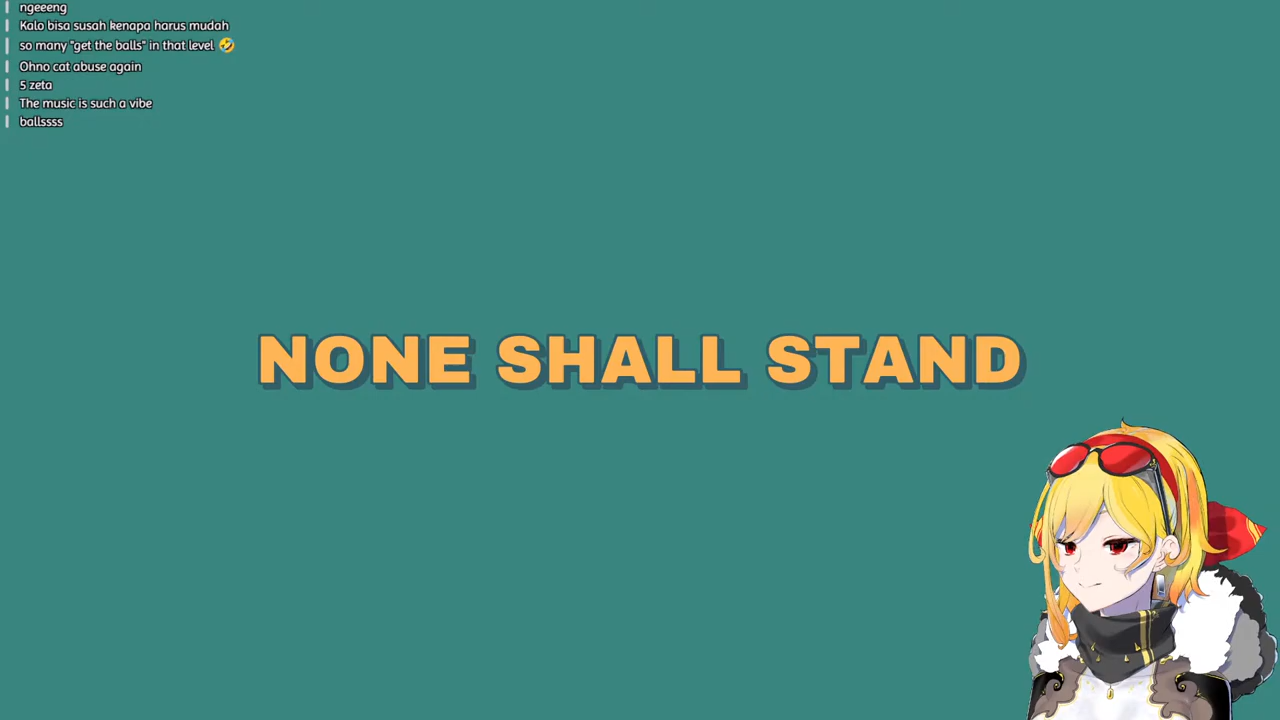 ngeeeng
Kalo bisa susah kenapa harus mudah
so many "get the balls" in that level 🤣
Ohno cat abuse again
5 zeta
The music is such a vibe
ballssss
NONE SHALL STAND